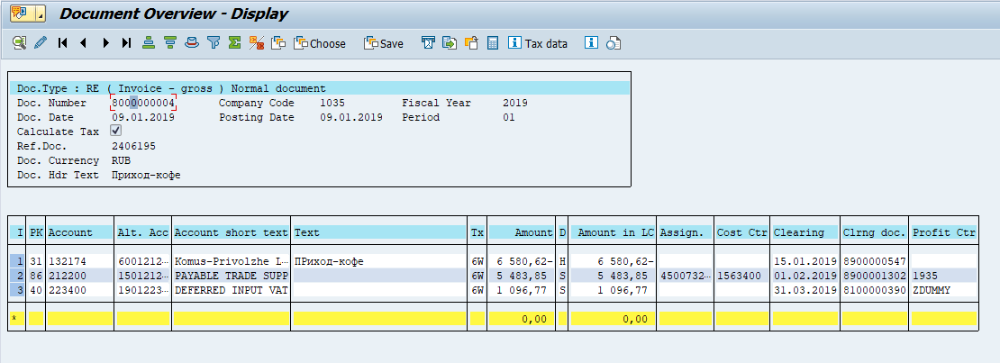 Document Overview - Display
Choose Save Tax data
Doc.Type : RE ( Invoice - gross ) Normal document
Doc. Number 8000000004 Company Code 1035 Fiscal Year 2019
Doc. Date 09.01.2019 Posting Date 09.01.2019 Period 01
Calculate Tax
Ref.Doc. 2406195
Doc. Currency RUB
Doc. Hdr Text Приход-кофе
I PK Account Alt. Acc Account short text Text Tx Amount D Amount in LC Assign. Cost Ctr Clearing Clrng doc. Profit Ctr
1 31 132174 6001212… Komus-Privolzhe L… ПРиход-кофе 6W 6 580,62- H 6 580,62- 15.01.2019 8900000547
2 86 212200 1501212… PAYABLE TRADE SUPP 6W 5 483,85 S 5 483,85 4500732… 1563400 01.02.2019 8900001302 1935
3 40 223400 1901223… DEFERRED INPUT VAT 6W 1 096,77 S 1 096,77 31.03.2019 8100000390 ZDUMMY
* 0,00 0,00